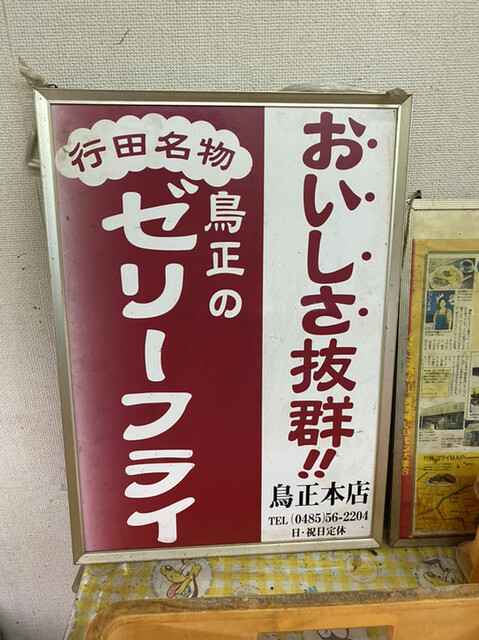 おいしさ抜群!!
行田名物
鳥正の
ゼリーフライ
鳥正本店
TEL (0485)56-2204
日・祝日定休